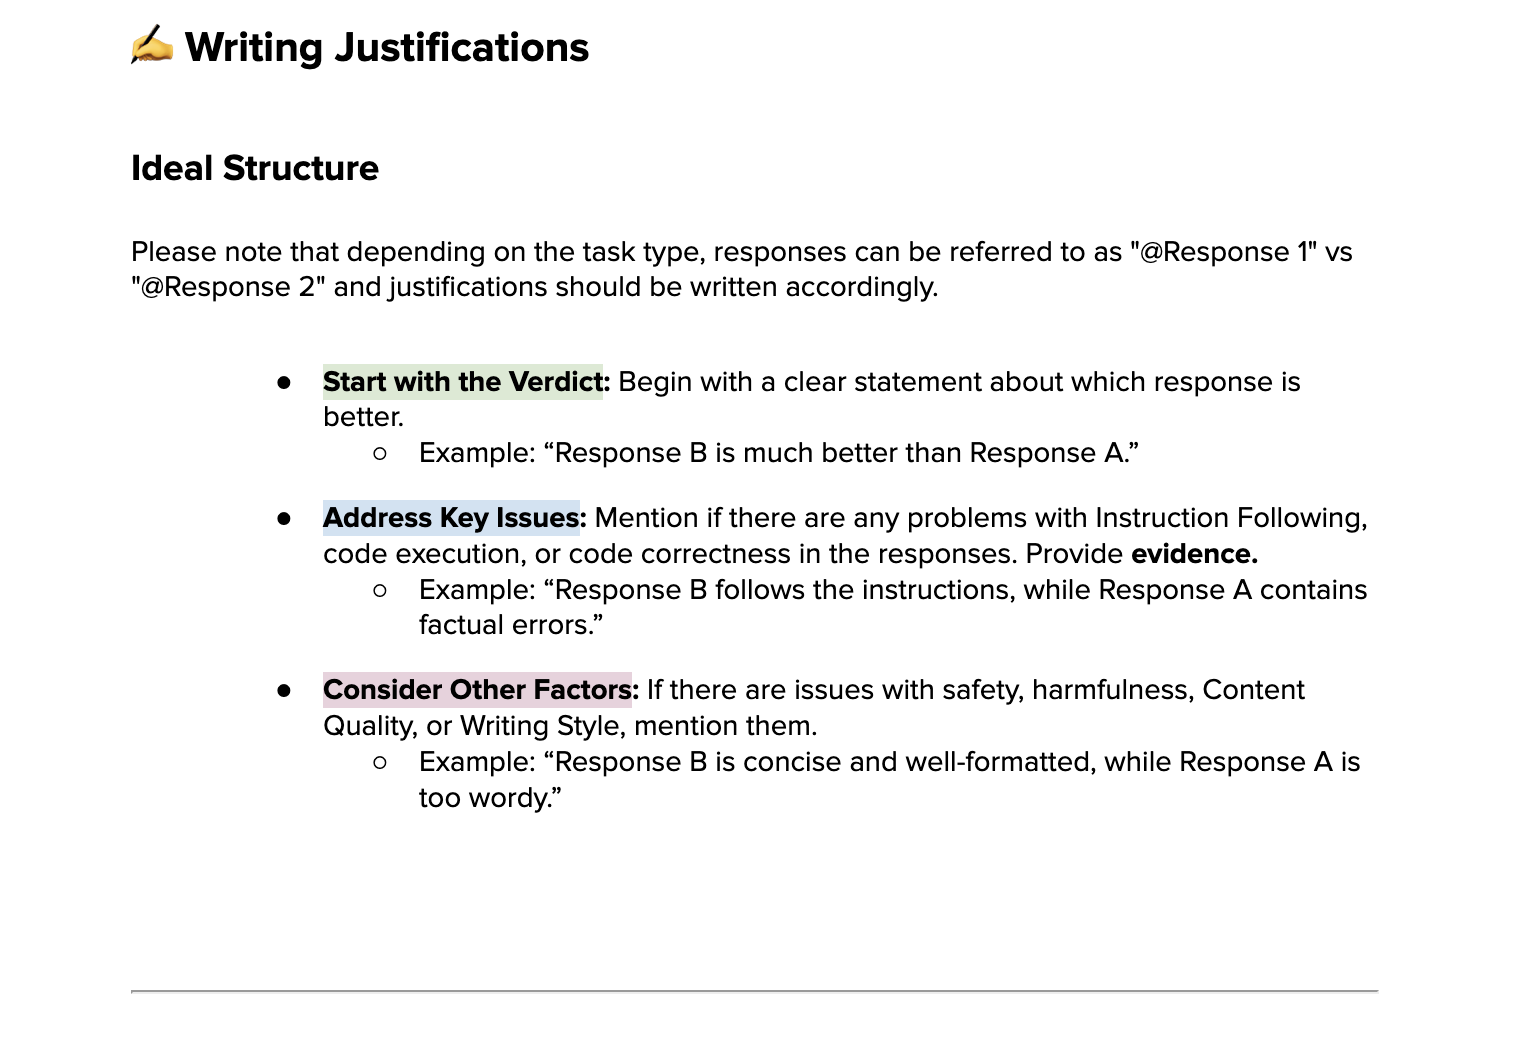 ✍️ Writing Justifications
Ideal Structure
Please note that depending on the task type, responses can be referred to as "@Response 1" vs
"@Response 2" and justifications should be written accordingly.
● Start with the Verdict: Begin with a clear statement about which response is
better.
○ Example: “Response B is much better than Response A.”
● Address Key Issues: Mention if there are any problems with Instruction Following,
code execution, or code correctness in the responses. Provide evidence.
○ Example: “Response B follows the instructions, while Response A contains
factual errors.”
● Consider Other Factors: If there are issues with safety, harmfulness, Content
Quality, or Writing Style, mention them.
○ Example: “Response B is concise and well-formatted, while Response A is
too wordy.”